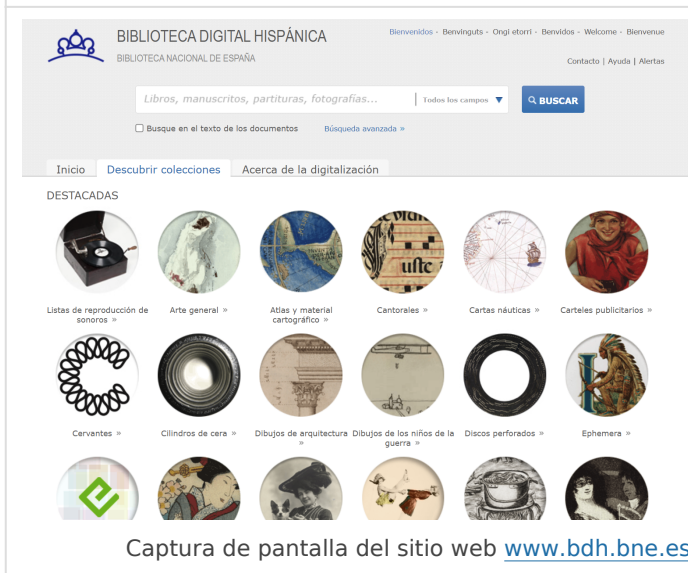 BIBLIOTECA DIGITAL HISPÁNICA
BIBLIOTECA NACIONAL DE ESPAÑA
Bienvenidos - Benvinguts - Ongi etorri - Benvidos - Welcome - Bienvenue
Contacto | Ayuda | Alertas
Libros, manuscritos, partituras, fotografías...
Todos los campos ▼
BUSCAR
Busque en el texto de los documentos
Búsqueda avanzada »
Inicio
Descubrir colecciones
Acerca de la digitalización
DESTACADAS
Listas de reproducción de
sonoros »
Arte general »
Atlas y material
cartográfico »
Cantorales »
Cartas náuticas »
Carteles publicitarios »
Cervantes »
Cilindros de cera »
Dibujos de arquitectura
»
Dibujos de los niños de la
guerra »
Discos perforados »
Ephemera »
Captura de pantalla del sitio web www.bdh.bne.es